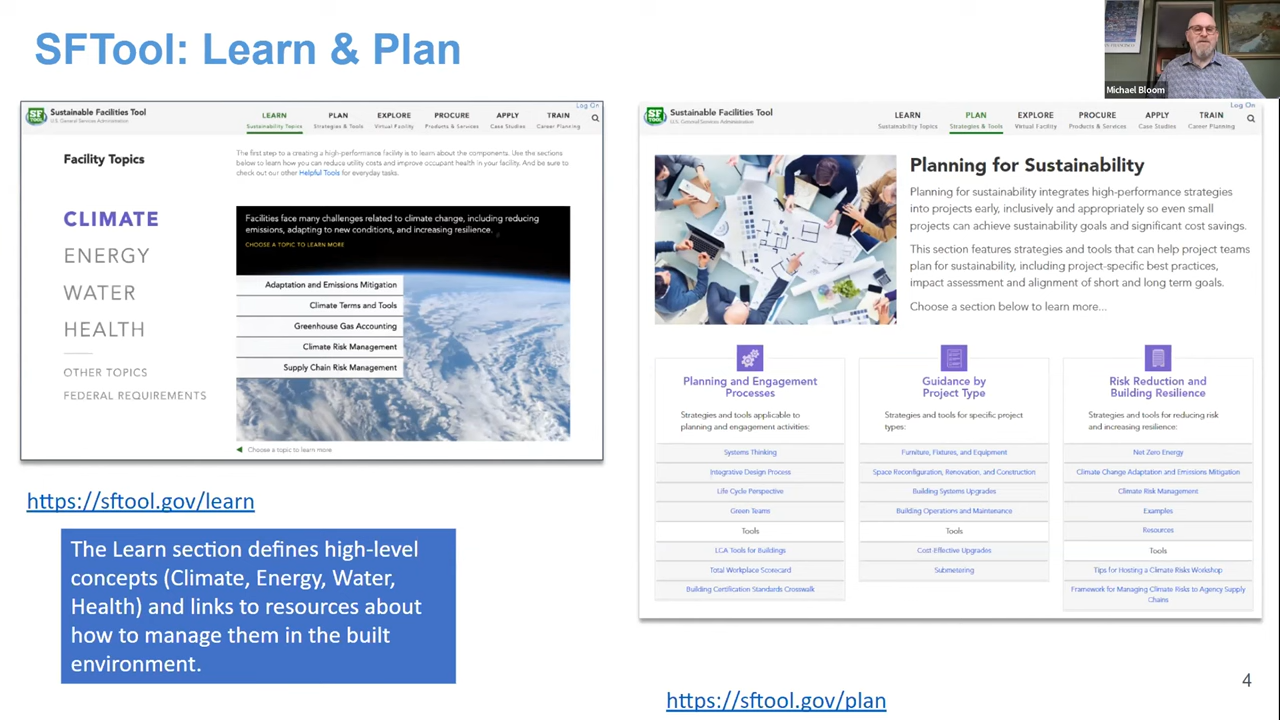 SFTool: Learn & Plan
Michael Bloom
Log On
SF TOOL
Sustainable Facilities Tool
U.S. General Services Administration
LEARN PLAN EXPLORE PROCURE APPLY TRAIN
Sustainability Topics Strategies & Tools Virtual Facility Products & Services Case Studies Career Planning
Facility Topics
The first step to a creating a high-performance facility is to learn about the components. Use the sections
below to learn how you can reduce utility costs and improve occupant health in your facility. And be sure to
check out our other Helpful Tools for everyday tasks.
CLIMATE
ENERGY
WATER
HEALTH
OTHER TOPICS
FEDERAL REQUIREMENTS
Facilities face many challenges related to climate change, including reducing
emissions, adapting to new conditions, and increasing resilience.
CHOOSE A TOPIC TO LEARN MORE
Adaptation and Emissions Mitigation
Climate Terms and Tools
Greenhouse Gas Accounting
Climate Risk Management
Supply Chain Risk Management
Choose a topic to learn more
https://sftool.gov/learn
The Learn section defines high-level
concepts (Climate, Energy, Water,
Health) and links to resources about
how to manage them in the built
environment.
Log On
SF TOOL
Sustainable Facilities Tool
U.S. General Services Administration
LEARN PLAN EXPLORE PROCURE APPLY TRAIN
Sustainability Topics Strategies & Tools Virtual Facility Products & Services Case Studies Career Planning
Planning for Sustainability
Planning for sustainability integrates high-performance strategies
into projects early, inclusively and appropriately so even small
projects can achieve sustainability goals and significant cost savings.
This section features strategies and tools that can help project teams
plan for sustainability, including project-specific best practices,
impact assessment and alignment of short and long term goals.
Choose a section below to learn more...
Planning and Engagement
Processes
Strategies and tools applicable to
planning and engagement activities:
Systems Thinking
Integrative Design Process
Life Cycle Perspective
Green Teams
Tools
LCA Tools for Buildings
Total Workplace Scorecard
Building Certification Standards Crosswalk
Guidance by
Project Type
Strategies and tools for specific project
types:
Furniture, Fixtures, and Equipment
Space Reconfiguration, Renovation, and Construction
Building Systems Upgrades
Building Operations and Maintenance
Tools
Cost-Effective Upgrades
Submetering
Risk Reduction and
Building Resilience
Strategies and tools for reducing risk
and increasing resilience:
Net Zero Energy
Climate Change Adaptation and Emissions Mitigation
Climate Risk Management
Examples
Resources
Tools
Tips for Hosting a Climate Risks Workshop
Framework for Managing Climate Risks to Agency Supply
Chains
https://sftool.gov/plan
4